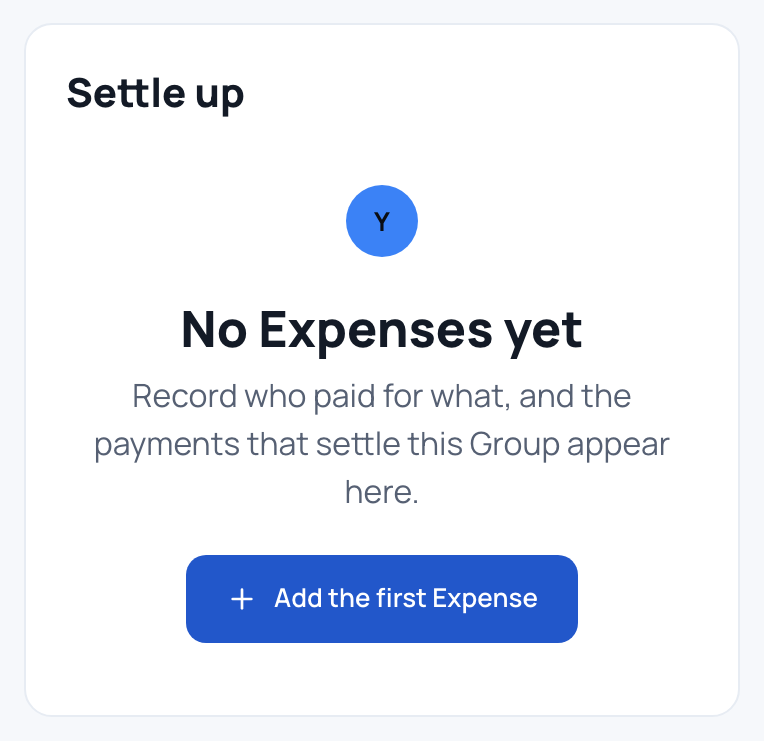 Settle up
Y
No Expenses yet
Record who paid for what, and the
payments that settle this Group appear
here.
+ Add the first Expense